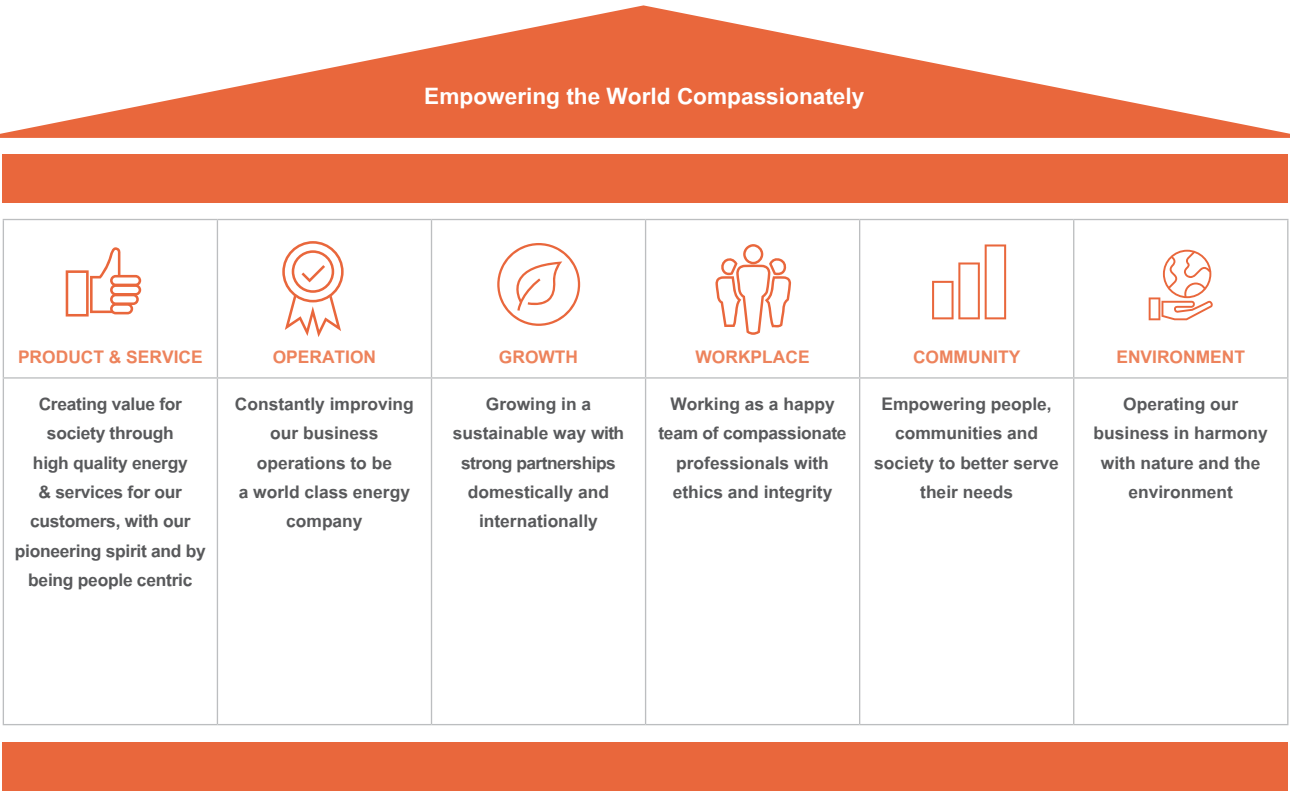 Empowering the World Compassionately
PRODUCT & SERVICE
Creating value for
society through
high quality energy
& services for our
customers, with our
pioneering spirit and by
being people centric
OPERATION
Constantly improving
our business
operations to be
a world class energy
company
GROWTH
Growing in a
sustainable way with
strong partnerships
domestically and
internationally
WORKPLACE
Working as a happy
team of compassionate
professionals with
ethics and integrity
COMMUNITY
Empowering people,
communities and
society to better serve
their needs
ENVIRONMENT
Operating our
business in harmony
with nature and the
environment